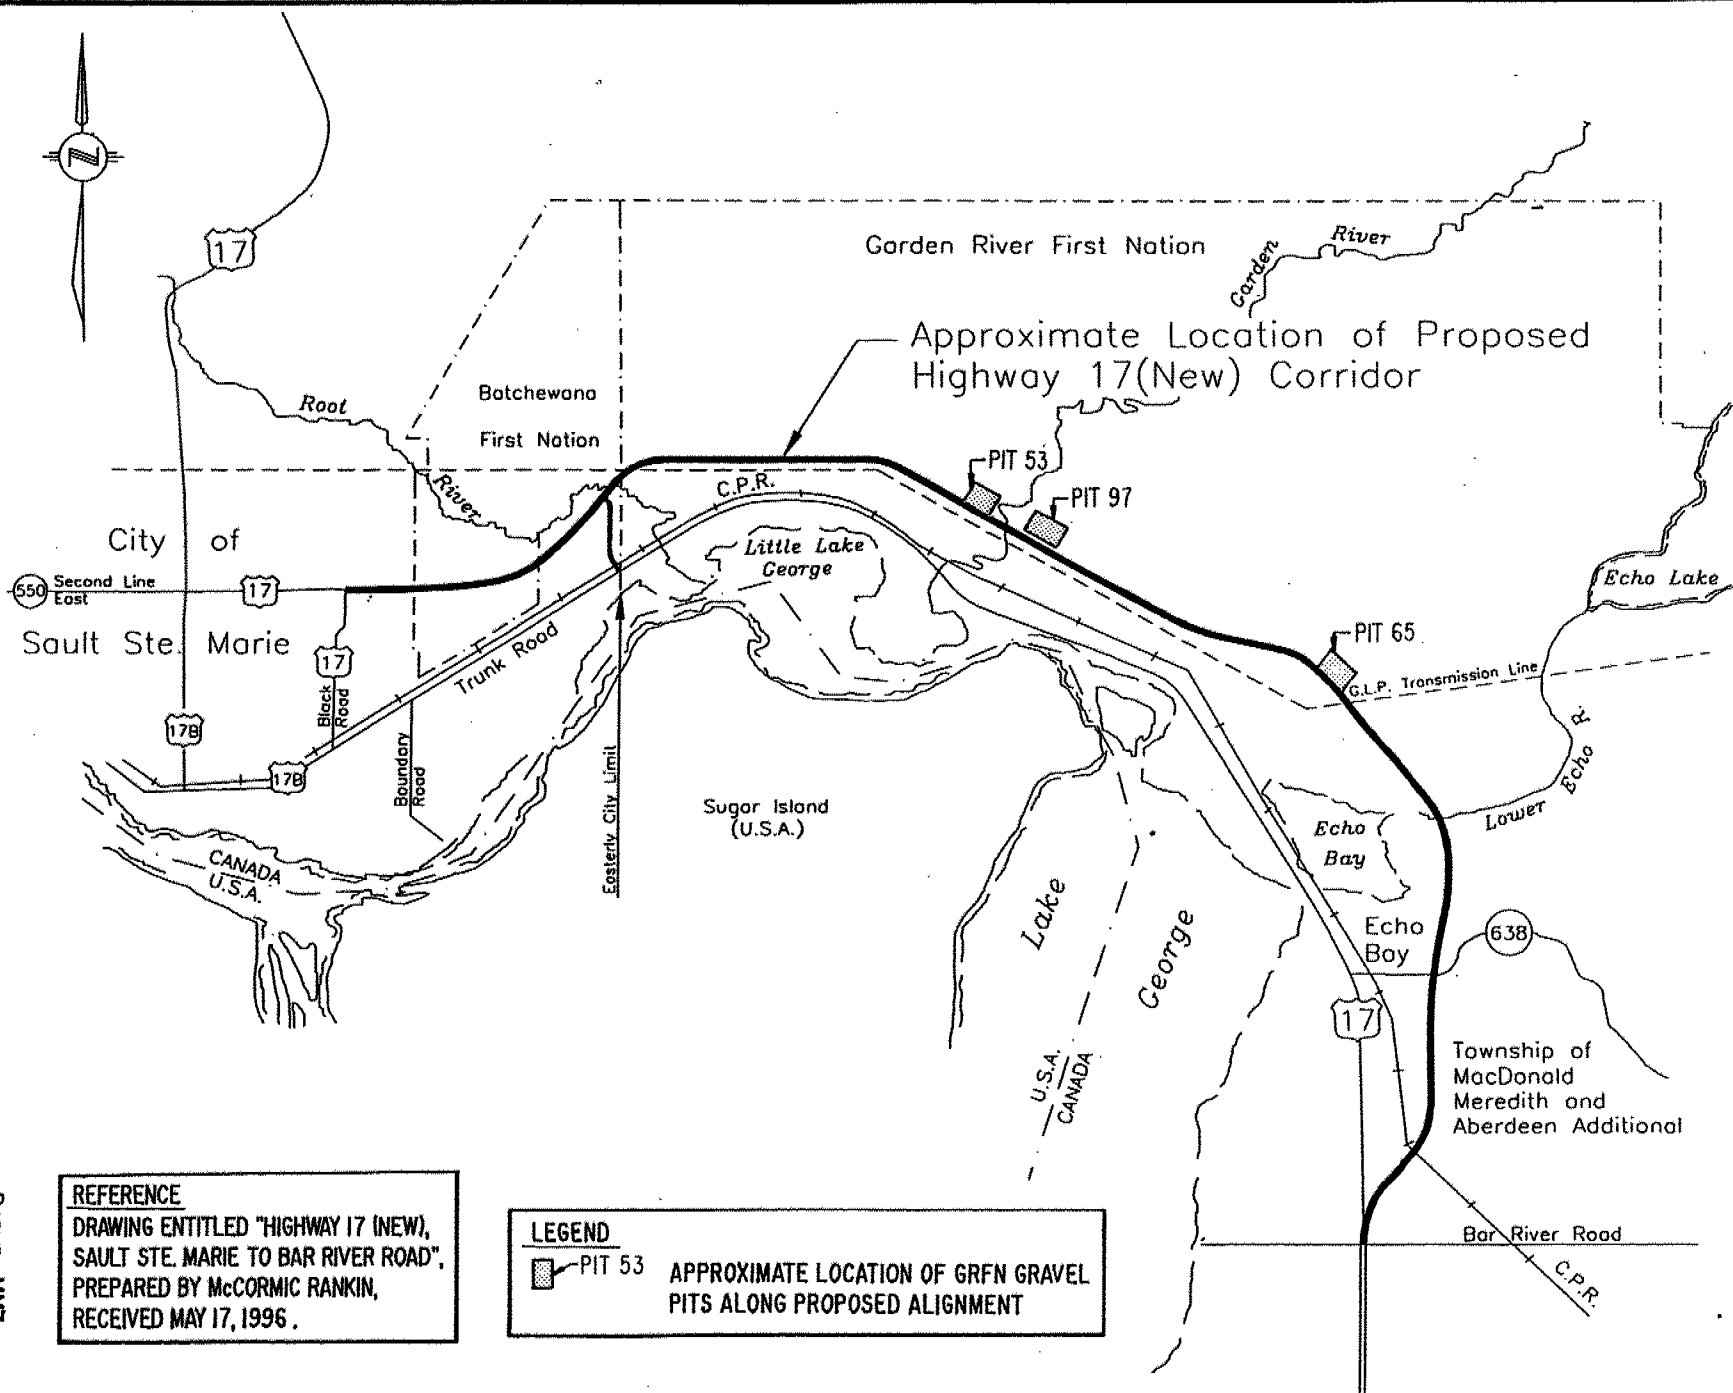 17
Garden River First Nation
Garden
River
Approximate Location of Proposed
Highway 17(New) Corridor
Batchewana
First Nation
Root
River
PIT 53
PIT 97
C.P.R.
City of
Sault Ste. Marie
550
Second Line
East
17
Little Lake
George
Echo Lake
PIT 65
G.L.P. Transmission Line
17
Black
Road
Trunk Road
17B
17B
Boundary
Road
Easterly City Limit
Sugar Island
(U.S.A.)
Lower
Echo
R.
Echo
Bay
CANADA
U.S.A.
Lake
George
Echo
Bay
638
17
U.S.A.
CANADA
Township of
MacDonald
Meredith and
Aberdeen Additional
Bar River Road
C.P.R.
REFERENCE
DRAWING ENTITLED "HIGHWAY 17 (NEW),
SAULT STE. MARIE TO BAR RIVER ROAD",
PREPARED BY McCORMIC RANKIN,
RECEIVED MAY 17, 1996.
LEGEND
PIT 53
APPROXIMATE LOCATION OF GRFN GRAVEL
PITS ALONG PROPOSED ALIGNMENT